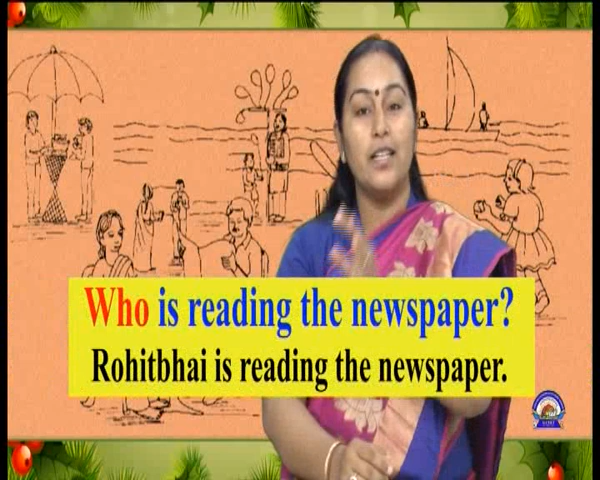 Who is reading the newspaper?
Rohitbhai is reading the newspaper.